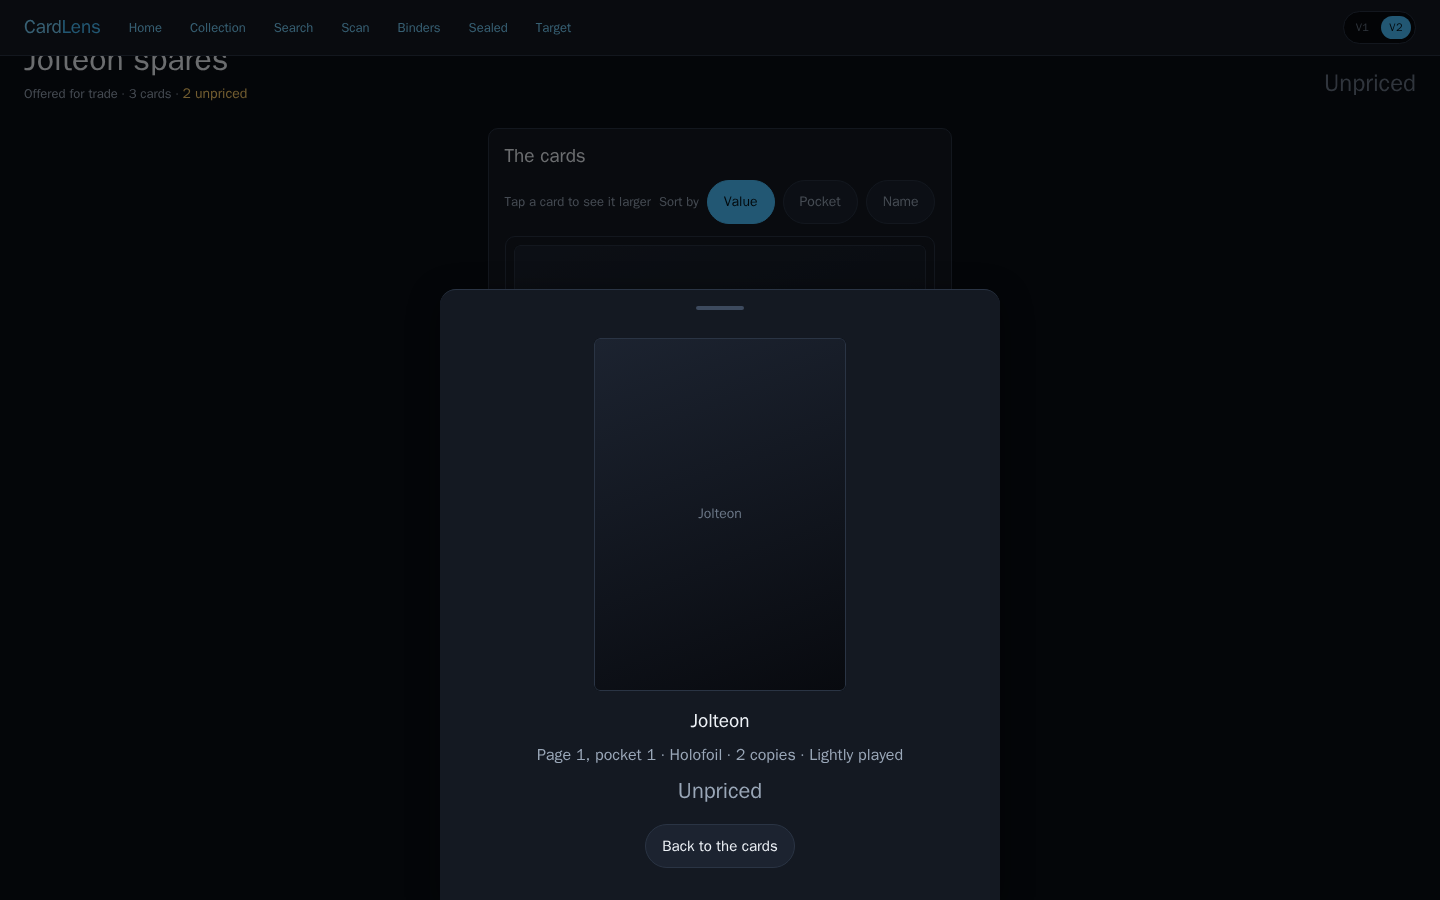 CardLens Home Collection Search Scan Binders Sealed Target V1 V2
Jolteon spares
Offered for trade · 3 cards · 2 unpriced
Unpriced
The cards
Tap a card to see it larger Sort by Value Pocket Name
Jolteon
Jolteon
Page 1, pocket 1 · Holofoil · 2 copies · Lightly played
Unpriced
Back to the cards